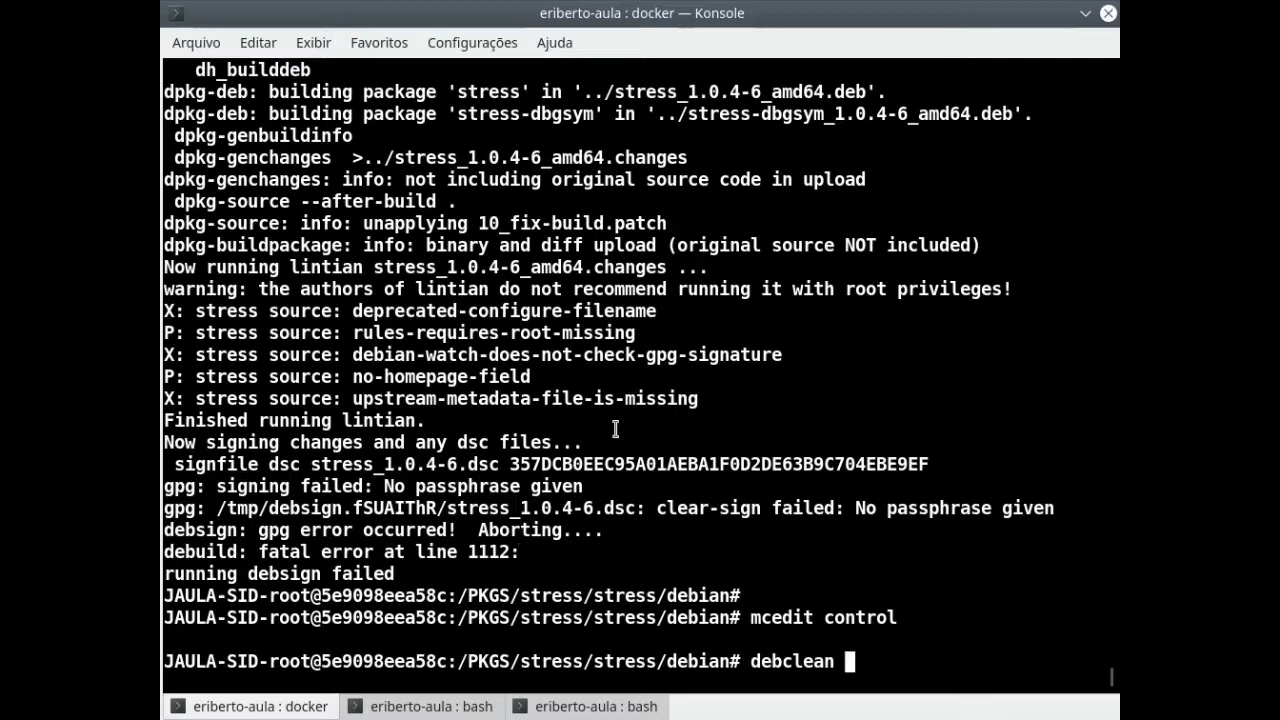 eriberto-aula : docker — Konsole
Arquivo Editar Exibir Favoritos Configurações Ajuda
dh_builddeb
dpkg-deb: building package 'stress' in '../stress_1.0.4-6_amd64.deb'.
dpkg-deb: building package 'stress-dbgsym' in '../stress-dbgsym_1.0.4-6_amd64.deb'.
dpkg-genbuildinfo
dpkg-genchanges >../stress_1.0.4-6_amd64.changes
dpkg-genchanges: info: not including original source code in upload
dpkg-source --after-build .
dpkg-source: info: unapplying 10_fix-build.patch
dpkg-buildpackage: info: binary and diff upload (original source NOT included)
Now running lintian stress_1.0.4-6_amd64.changes ...
warning: the authors of lintian do not recommend running it with root privileges!
X: stress source: deprecated-configure-filename
P: stress source: rules-requires-root-missing
X: stress source: debian-watch-does-not-check-gpg-signature
P: stress source: no-homepage-field
X: stress source: upstream-metadata-file-is-missing
Finished running lintian.
Now signing changes and any dsc files...
signfile dsc stress_1.0.4-6.dsc 357DCB0EEC95A01AEBA1F0D2DE63B9C704EBE9EF
gpg: signing failed: No passphrase given
gpg: /tmp/debsign.fSUAIThR/stress_1.0.4-6.dsc: clear-sign failed: No passphrase given
debsign: gpg error occurred! Aborting....
debuild: fatal error at line 1112:
running debsign failed
JAULA-SID-root@5e9098eea58c:/PKGS/stress/stress/debian#
JAULA-SID-root@5e9098eea58c:/PKGS/stress/stress/debian# mcedit control
JAULA-SID-root@5e9098eea58c:/PKGS/stress/stress/debian# debclean
eriberto-aula : docker eriberto-aula : bash eriberto-aula : bash